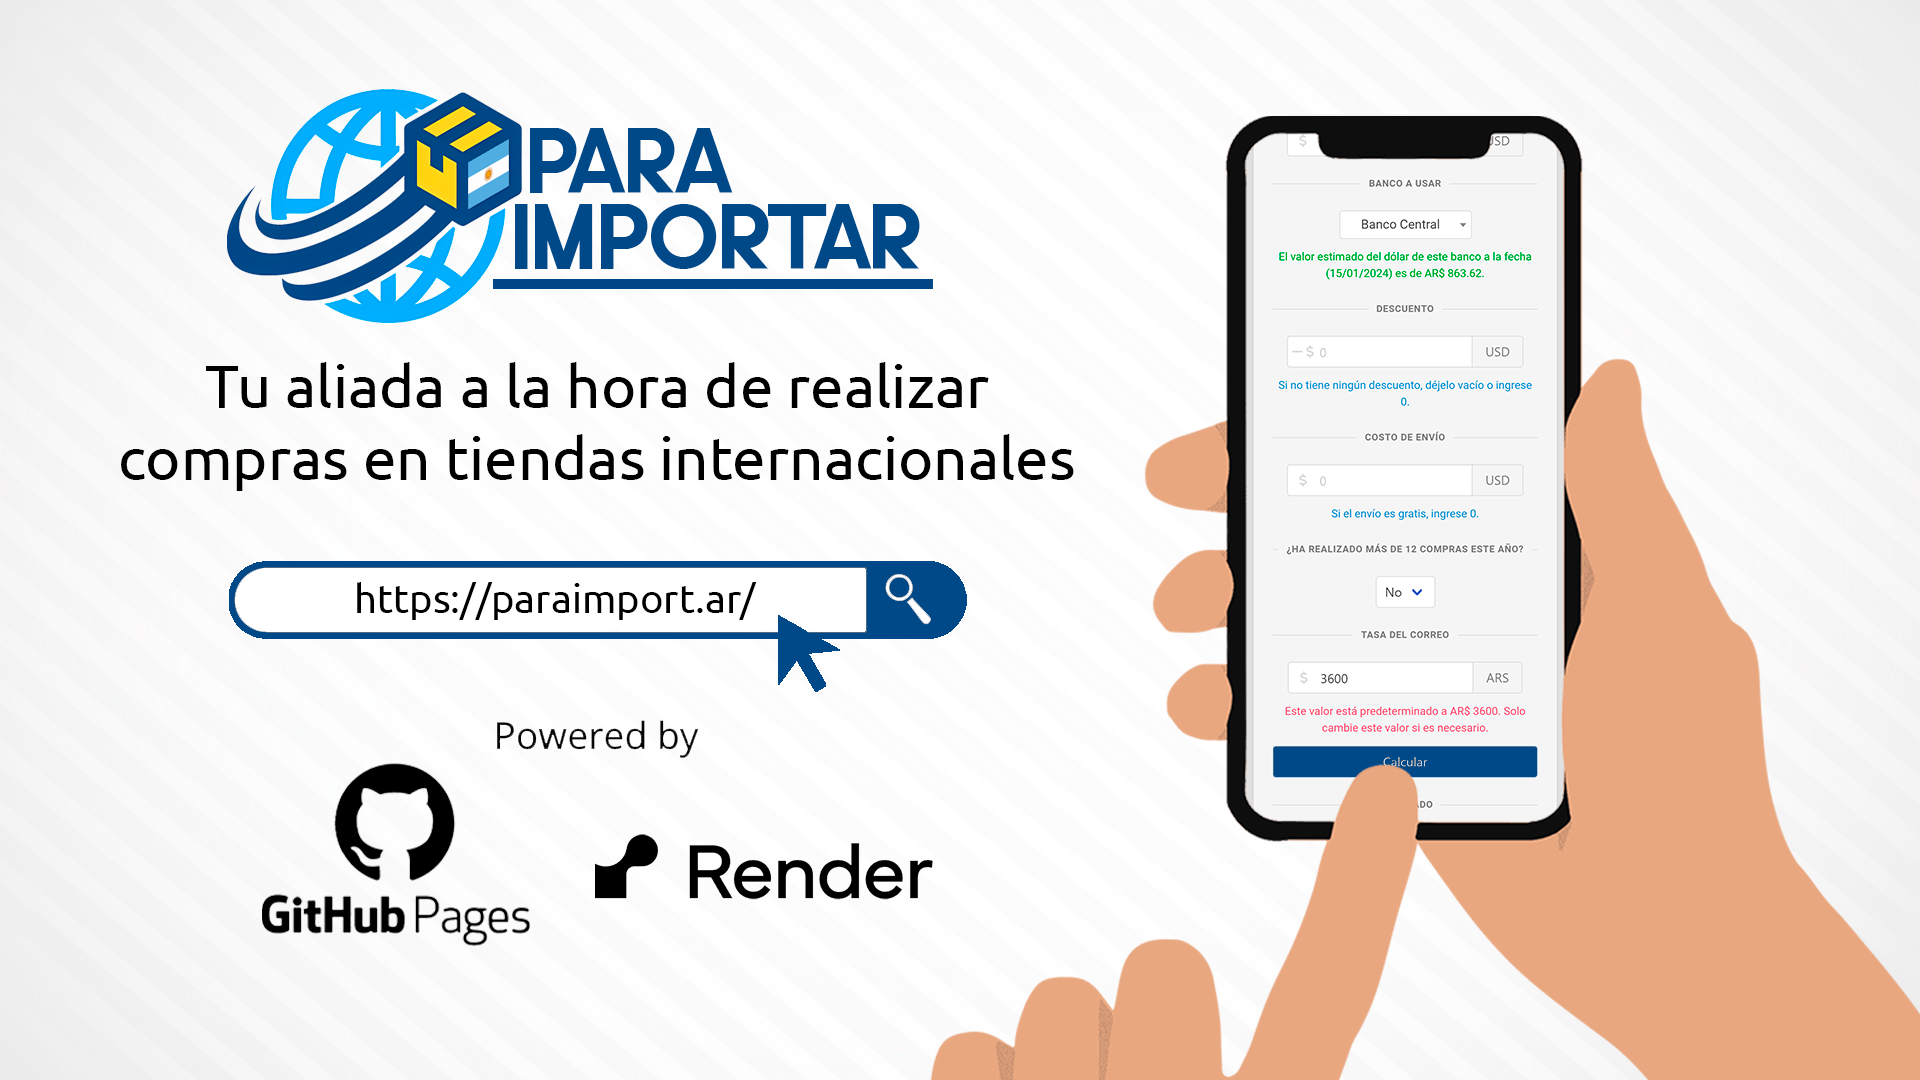 PARA
IMPORTAR
Tu aliada a la hora de realizar
compras en tiendas internacionales
https://paraimport.ar/
Powered by
GitHub Pages
Render
$ USD
BANCO A USAR
Banco Central
El valor estimado del dólar de este banco a la fecha
(15/01/2024) es de AR$ 863.62.
DESCUENTO
— $ 0 USD
Si no tiene ningún descuento, déjelo vacío o ingrese
0.
COSTO DE ENVÍO
$ 0 USD
Si el envío es gratis, ingrese 0.
¿HA REALIZADO MÁS DE 12 COMPRAS ESTE AÑO?
No
TASA DEL CORREO
$ 3600 ARS
Este valor está predeterminado a AR$ 3600. Solo
cambie este valor si es necesario.
Calcular